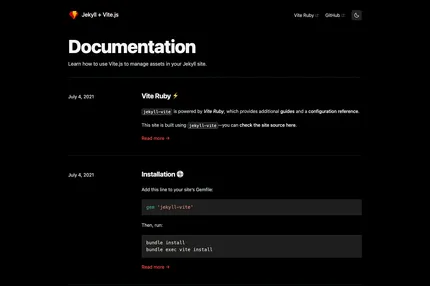 Jekyll + Vite.js
Vite Ruby
GitHub
Documentation
Learn how to use Vite.js to manage assets in your Jekyll site.
July 4, 2021
Vite Ruby ⚡
jekyll-vite is powered by Vite Ruby, which provides additional guides and a configuration reference.
This site is built using jekyll-vite—you can check the site source here.
Read more →
July 4, 2021
Installation 💿
Add this line to your site's Gemfile:
gem "jekyll-vite"
Then, run:
bundle install
bundle exec vite install
Read more →